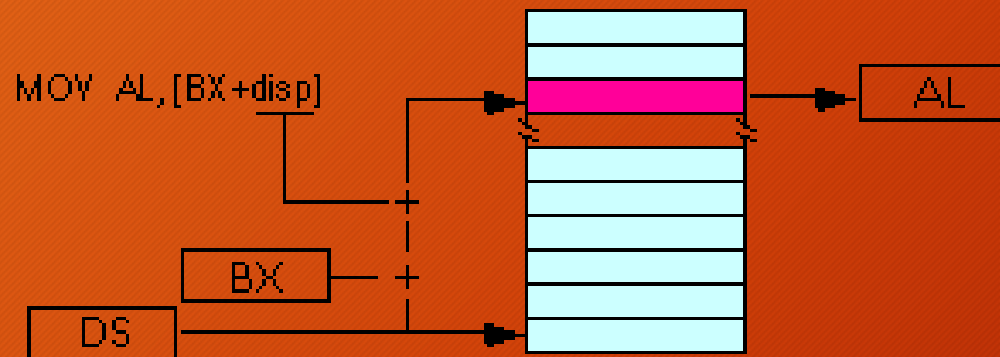 MOV AL,[BX+disp]
AL
+
BX
+
DS